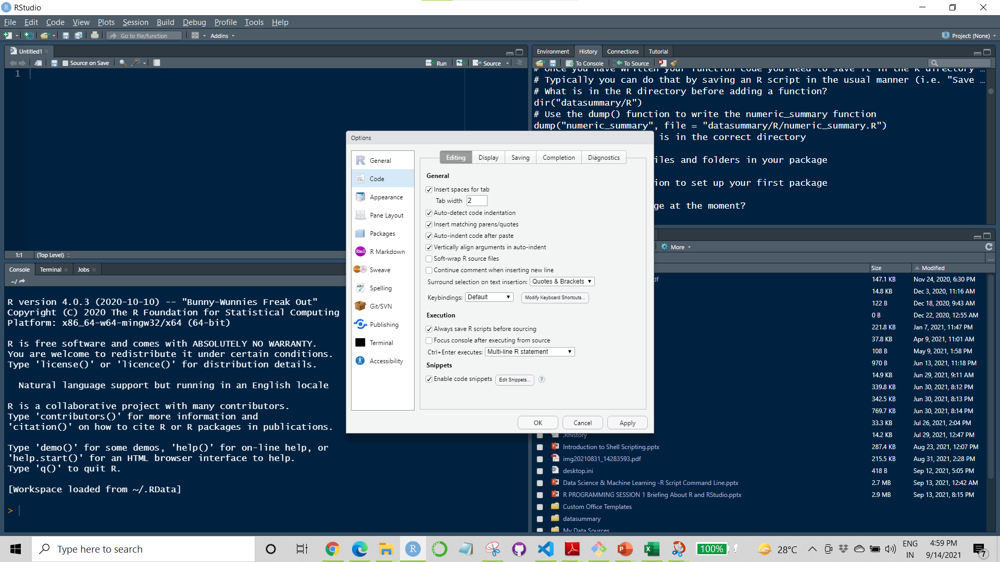 RStudio
File Edit Code View Plots Session Build Debug Profile Tools Help
Go to file/function Addins Project: (None)
Untitled1
Source on Save Run Source
1
1:1 (Top Level)
Console Terminal Jobs
~/
R version 4.0.3 (2020-10-10) -- "Bunny-Wunnies Freak Out"
Copyright (C) 2020 The R Foundation for Statistical Computing
Platform: x86_64-w64-mingw32/x64 (64-bit)
R is free software and comes with ABSOLUTELY NO WARRANTY.
You are welcome to redistribute it under certain conditions.
Type 'license()' or 'licence()' for distribution details.
Natural language support but running in an English locale
R is a collaborative project with many contributors.
Type 'contributors()' for more information and
'citation()' on how to cite R or R packages in publications.
Type 'demo()' for some demos, 'help()' for on-line help, or
'help.start()' for an HTML browser interface to help.
Type 'q()' to quit R.
[Workspace loaded from ~/.RData]
>
Environment History Connections Tutorial
To Console To Source
# Once you have written your function code you need to save it in the R directory ...
# Typically you can do that by saving an R script in the usual manner (i.e. "Save ...
# What is in the R directory before adding a function?
dir("datasummary/R")
# Use the dump() function to write the numeric_summary function
dump("numeric_summary", file = "datasummary/R/numeric_summary.R")
is in the correct directory
iles and folders in your package
ion to set up your first package
ge at the moment?
Options
General
Code
Appearance
Pane Layout
Packages
R Markdown
Sweave
Spelling
Git/SVN
Publishing
Terminal
Accessibility
Editing Display Saving Completion Diagnostics
General
Insert spaces for tab
Tab width 2
Auto-detect code indentation
Insert matching parens/quotes
Auto-indent code after paste
Vertically align arguments in auto-indent
Soft-wrap R source files
Continue comment when inserting new line
Surround selection on text insertion: Quotes & Brackets
Keybindings: Default Modify Keyboard Shortcuts...
Execution
Always save R scripts before sourcing
Focus console after executing from source
Ctrl+Enter executes: Multi-line R statement
Snippets
Enable code snippets Edit Snippets... ?
OK Cancel Apply
More
...
Size Modified
df 147.1 KB Nov 24, 2020, 6:30 PM
14.8 KB Dec 3, 2020, 11:16 AM
122 B Dec 18, 2020, 9:43 AM
0 B Dec 22, 2020, 12:55 AM
221.8 KB Jan 7, 2021, 11:47 PM
37.8 KB Apr 9, 2021, 11:01 AM
108 B May 9, 2021, 1:58 PM
970 B Jun 13, 2021, 11:18 PM
14.9 KB Jun 29, 2021, 9:11 AM
339.8 KB Jun 30, 2021, 8:12 PM
342.5 KB Jun 30, 2021, 8:13 PM
769.7 KB Jun 30, 2021, 8:14 PM
33.3 KB Jul 26, 2021, 2:04 PM
.Rhistory 14.2 KB Jul 29, 2021, 12:47 PM
Introduction to Shell Scripting.pptx 287.4 KB Aug 23, 2021, 12:07 PM
img20210831_14283593.pdf 215.5 KB Aug 31, 2021, 2:28 PM
desktop.ini 418 B Sep 12, 2021, 5:05 PM
Data Science & Machine Learning -R Script Command Line.pptx 2.7 MB Sep 13, 2021, 12:42 AM
R PROGRAMMING SESSION 1 Briefing About R and RStudio.pptx 2.9 MB Sep 13, 2021, 8:15 PM
Custom Office Templates
datasummary
My Data Sources
Type here to search
100%
28°C
ENG
IN
4:59 PM
9/14/2021
7